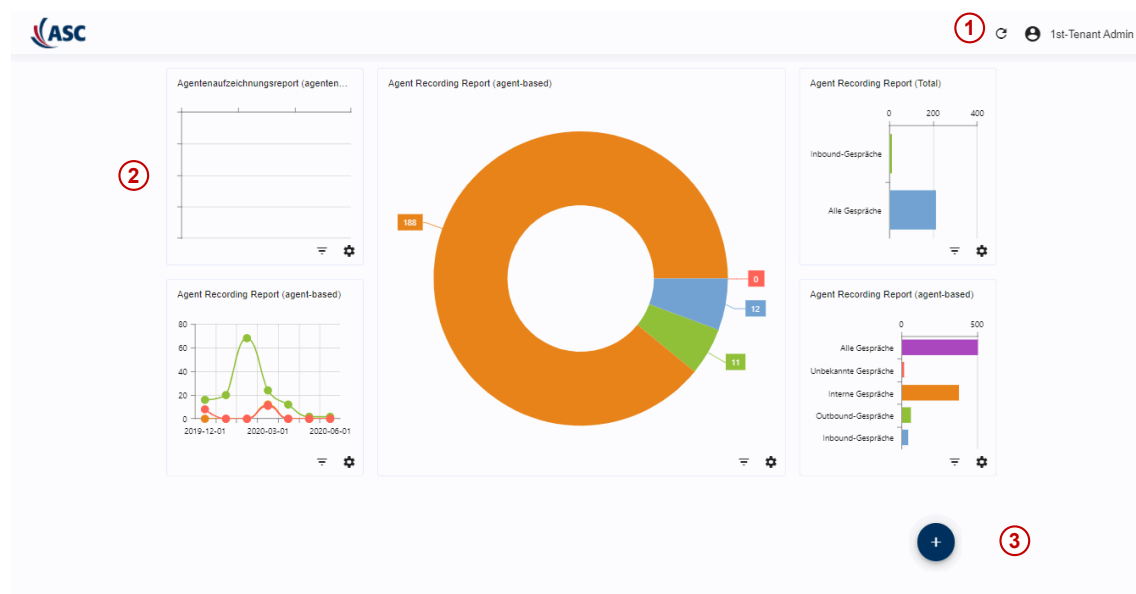 ASC
1
1st-Tenant Admin
Agentenaufzeichnungsreport (agenten...
2
Agent Recording Report (agent-based)
188
0
12
11
Agent Recording Report (Total)
0 200 400
Inbound-Gespräche
Alle Gespräche
Agent Recording Report (agent-based)
80
60
40
20
0
2019-12-01 2020-03-01 2020-06-01
Agent Recording Report (agent-based)
0 500
Alle Gespräche
Unbekannte Gespräche
Interne Gespräche
Outbound-Gespräche
Inbound-Gespräche
+
3